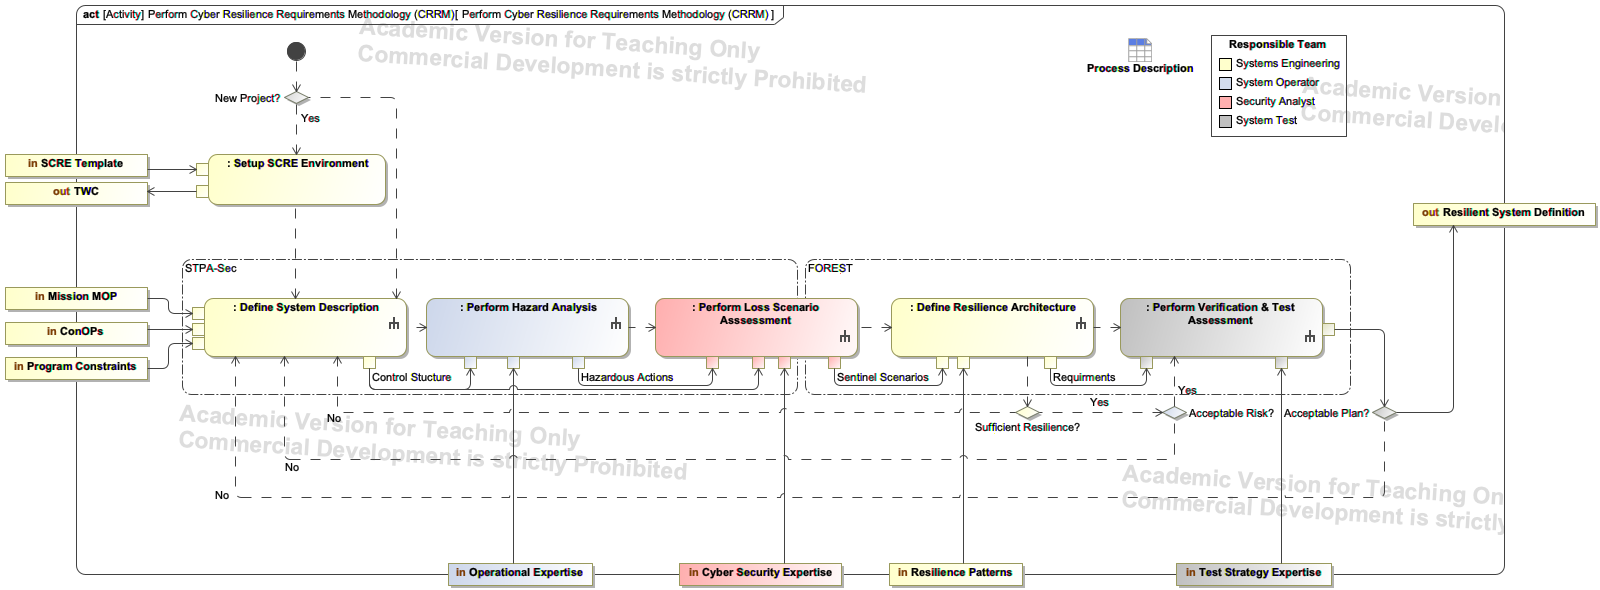 act [Activity] Perform Cyber Resilience Requirements Methodology (CRRM)[ Perform Cyber Resilience Requirements Methodology (CRRM) ]
Academic Version for Teaching Only
Commercial Development is strictly Prohibited
Process Description
Responsible Team
Systems Engineering
System Operator
Security Analyst
System Test
Academic Version
Commercial Devel
New Project?
Yes
in SCRE Template
out TWC
: Setup SCRE Environment
out Resilient System Definition
STPA-Sec
FOREST
in Mission MOP
in ConOPs
in Program Constraints
: Define System Description
: Perform Hazard Analysis
: Perform Loss Scenario
Asssessment
: Define Resilience Architecture
: Perform Verification & Test
Assessment
Control Stucture
Hazardous Actions
Sentinel Scenarios
Requirments
Yes
Yes
No
Sufficient Resilience?
Acceptable Risk?
Acceptable Plan?
Academic Version for Teaching Only
Commercial Development is strictly Prohibited
No
No
Academic Version for Teaching On
Commercial Development is strictly
in Operational Expertise
in Cyber Security Expertise
in Resilience Patterns
in Test Strategy Expertise